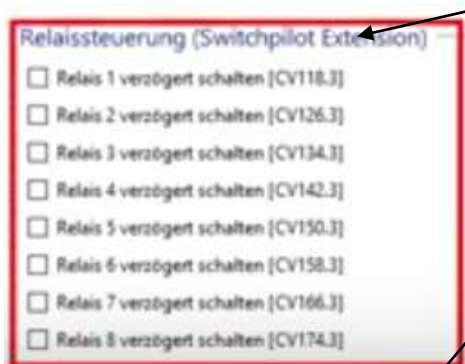 Relaissteuerung (Switchpilot Extension)
Relais 1 verzögert schalten [CV118.3]
Relais 2 verzögert schalten [CV126.3]
Relais 3 verzögert schalten [CV134.3]
Relais 4 verzögert schalten [CV142.3]
Relais 5 verzögert schalten [CV150.3]
Relais 6 verzögert schalten [CV158.3]
Relais 7 verzögert schalten [CV166.3]
Relais 8 verzögert schalten [CV174.3]